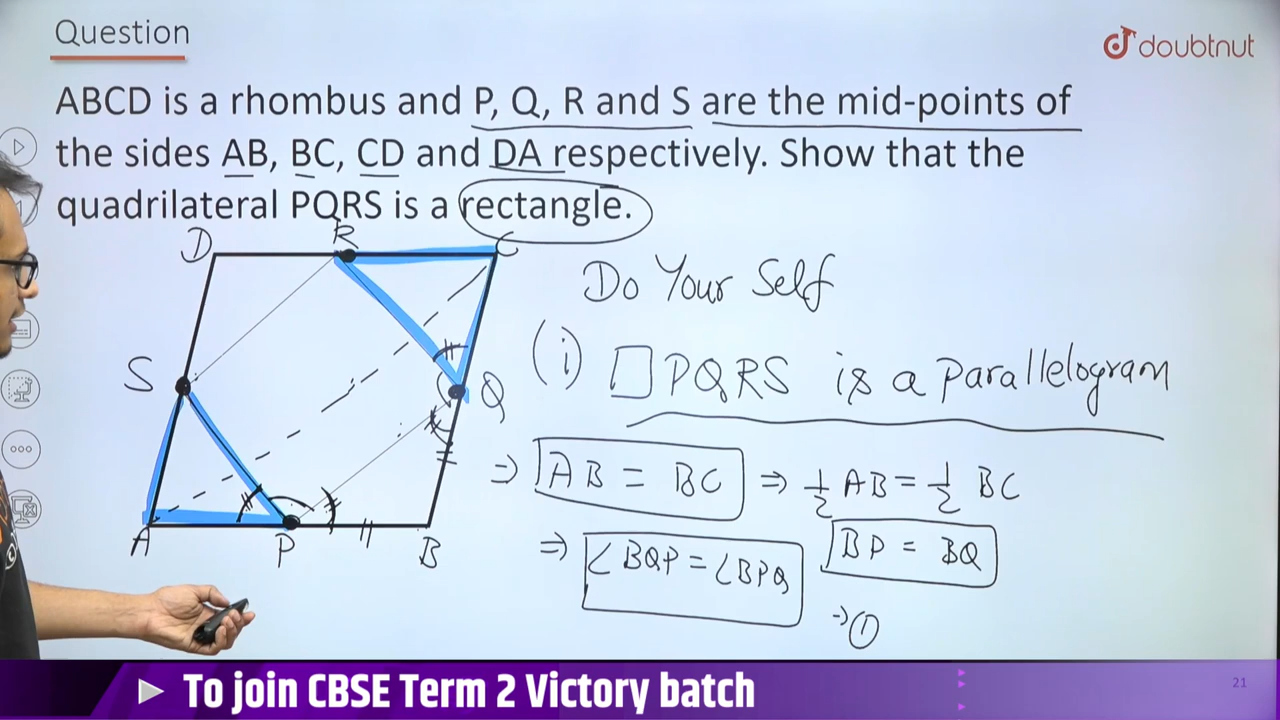 Question
doubtnut
ABCD is a rhombus and P, Q, R and S are the mid-points of
the sides AB, BC, CD and DA respectively. Show that the
quadrilateral PQRS is a rectangle.
D R C
Do Your Self
S Q
(i) □ PQRS is a parallelogram
⇒ AB = BC ⇒ 1/2 AB = 1/2 BC
A P B
⇒ ∠BQP = ∠BPQ BP = BQ
→ ①
To join CBSE Term 2 Victory batch
21